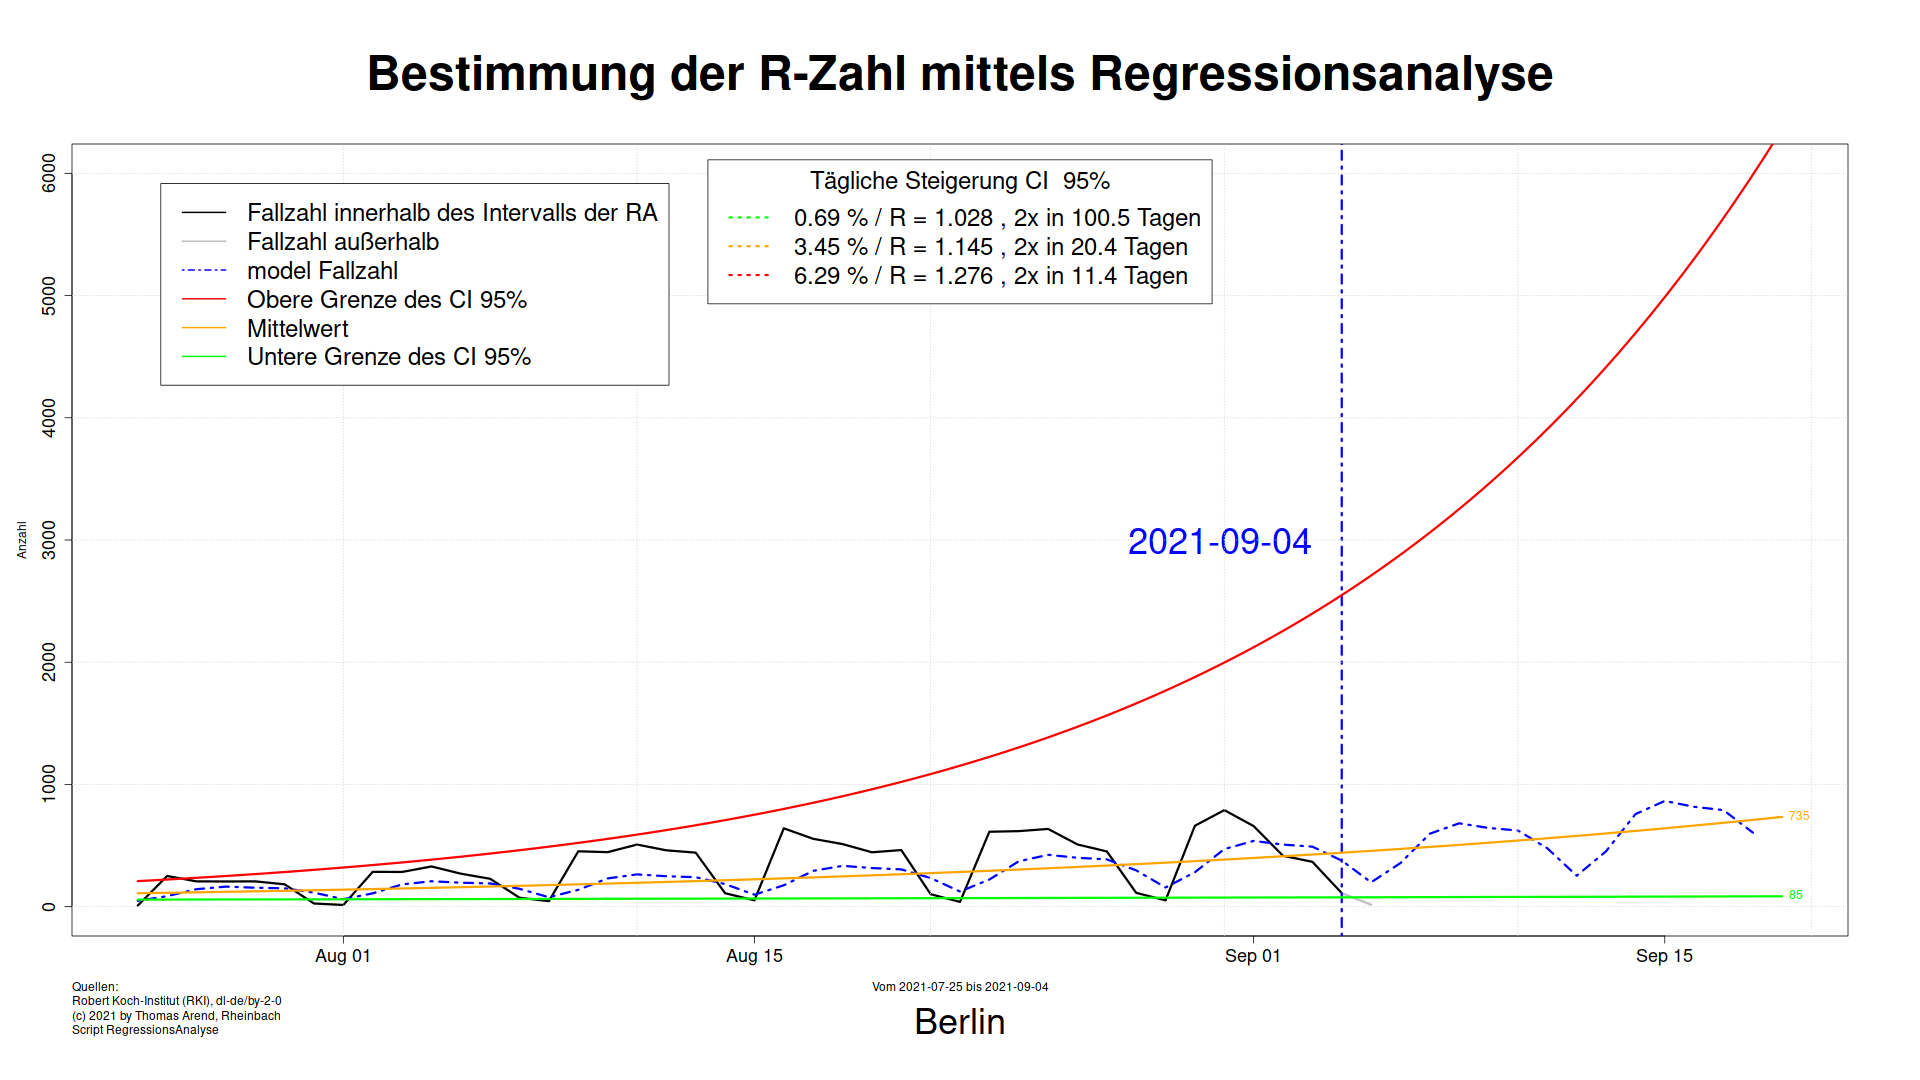 Bestimmung der R-Zahl mittels Regressionsanalyse
Fallzahl innerhalb des Intervalls der RA
Fallzahl außerhalb
model Fallzahl
Obere Grenze des CI 95%
Mittelwert
Untere Grenze des CI 95%
Tägliche Steigerung CI  95%
0.69 % / R = 1.028 , 2x in 100.5 Tagen
3.45 % / R = 1.145 , 2x in 20.4 Tagen
6.29 % / R = 1.276 , 2x in 11.4 Tagen
6000
5000
4000
3000
2000
1000
0
Anzahl
2021-09-04
735
85
Aug 01
Aug 15
Sep 01
Sep 15
Quellen:
Robert Koch-Institut (RKI), dl-de/by-2-0
(c) 2021 by Thomas Arend, Rheinbach
Script RegressionsAnalyse
Vom 2021-07-25 bis 2021-09-04
Berlin